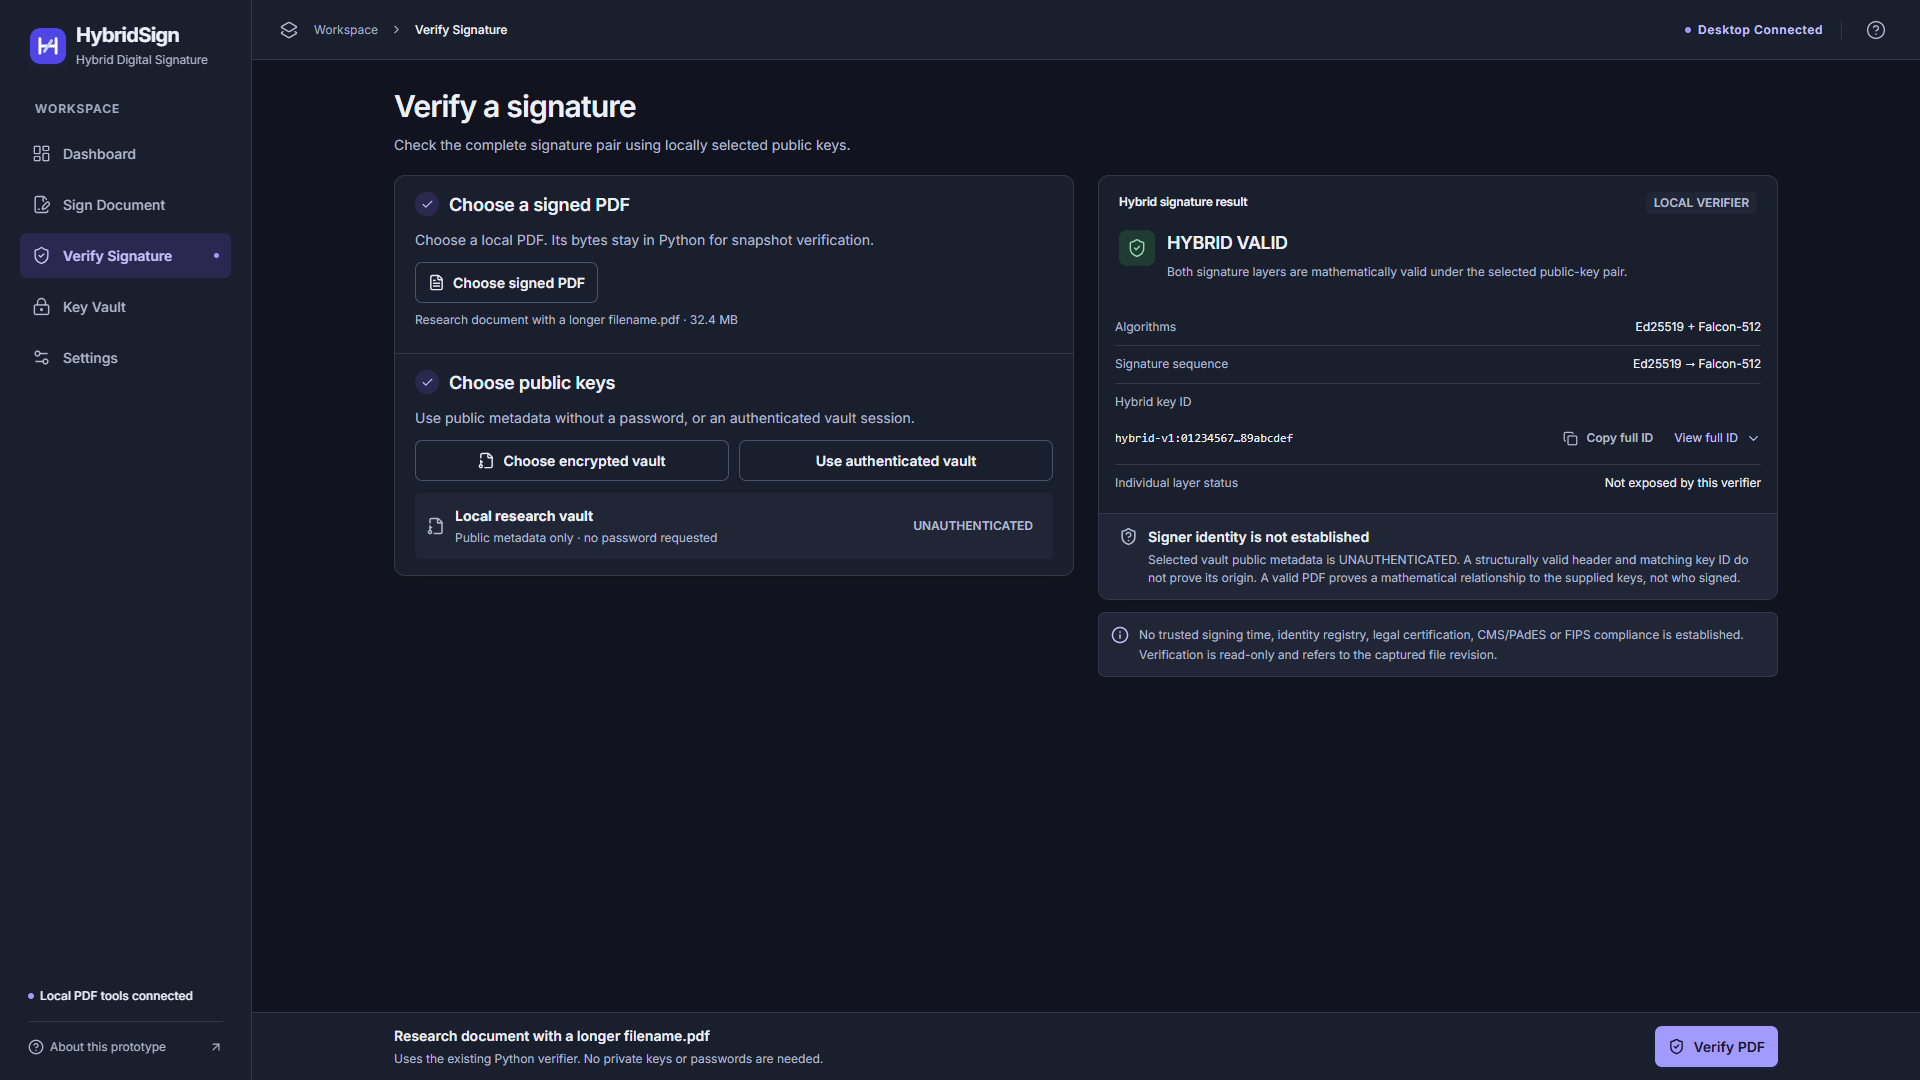 HybridSign
Hybrid Digital Signature
WORKSPACE
Dashboard
Sign Document
Verify Signature
Key Vault
Settings
Local PDF tools connected
About this prototype
Workspace > Verify Signature
Desktop Connected
Verify a signature
Check the complete signature pair using locally selected public keys.
Choose a signed PDF
Choose a local PDF. Its bytes stay in Python for snapshot verification.
Choose signed PDF
Research document with a longer filename.pdf · 32.4 MB
Choose public keys
Use public metadata without a password, or an authenticated vault session.
Choose encrypted vault
Use authenticated vault
Local research vault
Public metadata only · no password requested
UNAUTHENTICATED
Hybrid signature result
LOCAL VERIFIER
HYBRID VALID
Both signature layers are mathematically valid under the selected public-key pair.
Algorithms Ed25519 + Falcon-512
Signature sequence Ed25519 → Falcon-512
Hybrid key ID
hybrid-v1:01234567…89abcdef Copy full ID View full ID
Individual layer status Not exposed by this verifier
Signer identity is not established
Selected vault public metadata is UNAUTHENTICATED. A structurally valid header and matching key ID do
not prove its origin. A valid PDF proves a mathematical relationship to the supplied keys, not who signed.
No trusted signing time, identity registry, legal certification, CMS/PAdES or FIPS compliance is established.
Verification is read-only and refers to the captured file revision.
Research document with a longer filename.pdf
Uses the existing Python verifier. No private keys or passwords are needed.
Verify PDF